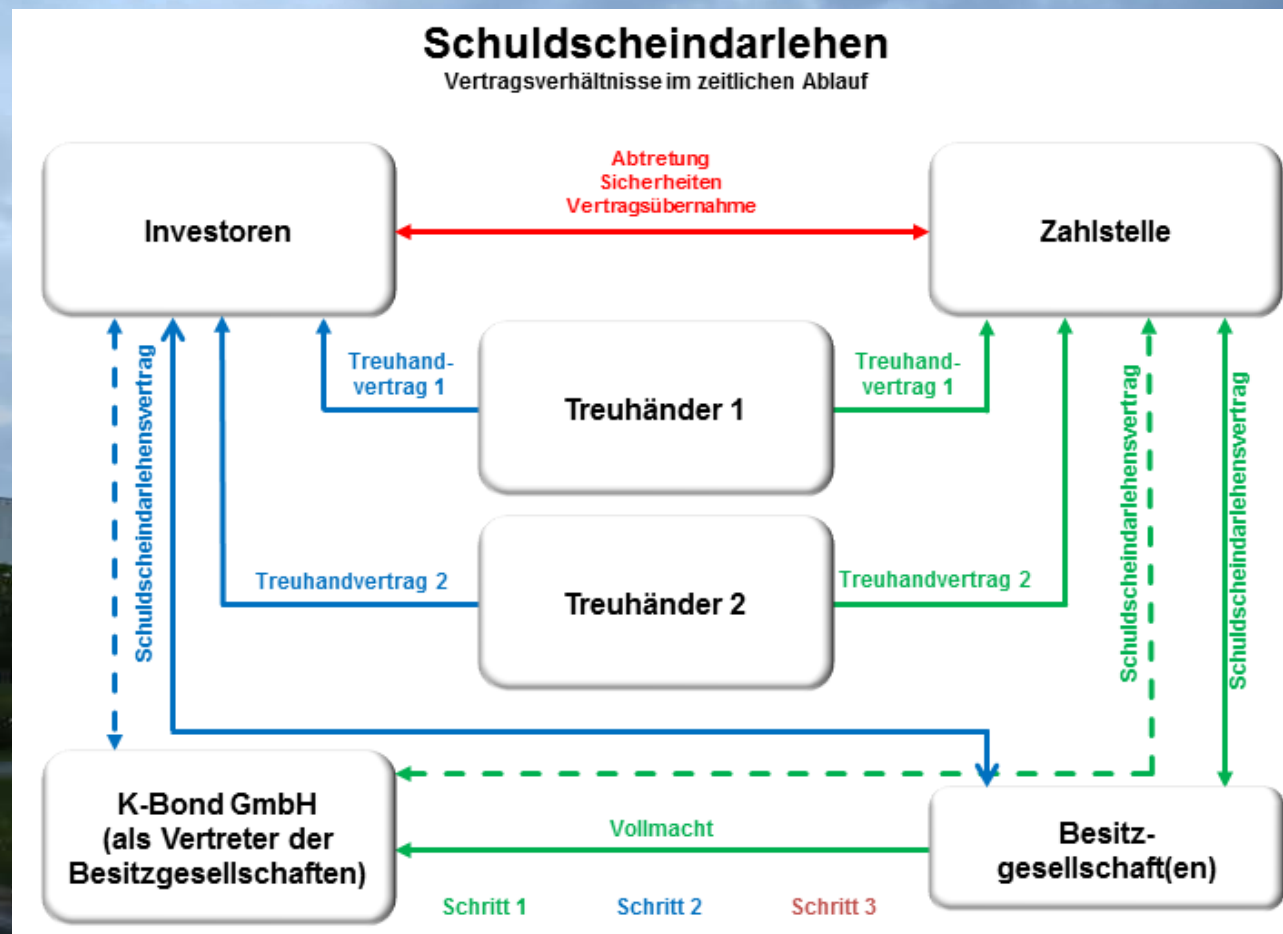 Schuldscheindarlehen
Vertragsverhältnisse im zeitlichen Ablauf
Investoren
Abtretung
Sicherheiten
Vertragsübernahme
Zahlstelle
Treuhand-
vertrag 1
Treuhänder 1
Treuhand-
vertrag 1
Schuldscheindarlehensvertrag
Treuhandvertrag 2
Treuhänder 2
Treuhandvertrag 2
Schuldscheindarlehensvertrag
Schuldscheindarlehensvertrag
K-Bond GmbH
(als Vertreter der
Besitzgesellschaften)
Vollmacht
Besitz-
gesellschaft(en)
Schritt 1
Schritt 2
Schritt 3